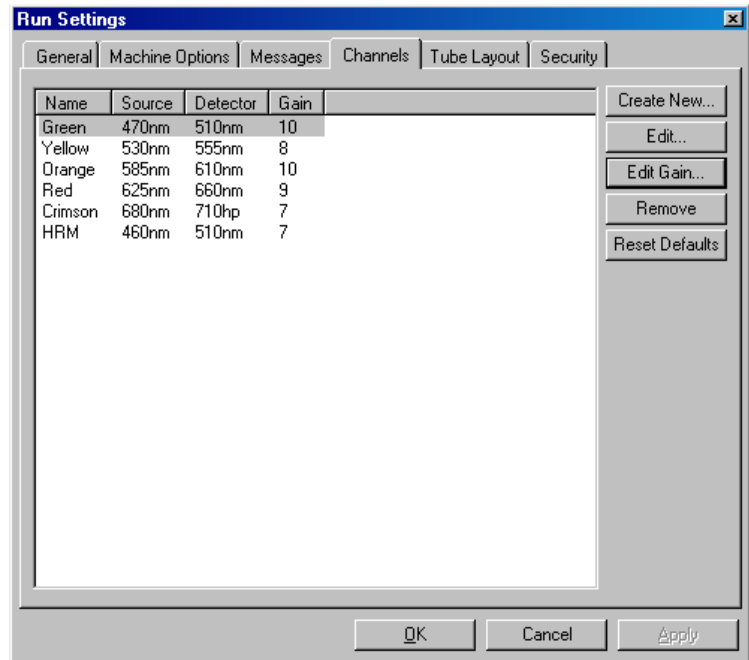 Run Settings
General Machine Options Messages Channels Tube Layout Security
Name Source Detector Gain
Green 470nm 510nm 10
Yellow 530nm 555nm 8
Orange 585nm 610nm 10
Red 625nm 660nm 9
Crimson 680nm 710hp 7
HRM 460nm 510nm 7
Create New...
Edit...
Edit Gain...
Remove
Reset Defaults
OK Cancel Apply